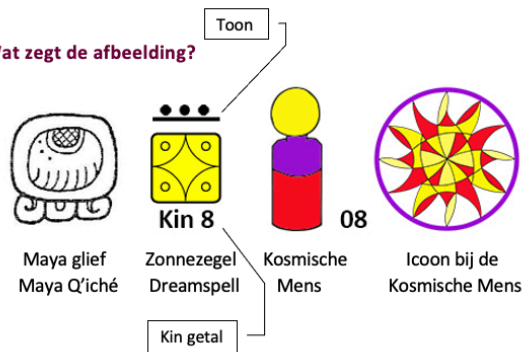 Toon
at zegt de afbeelding?
Kin 8
08
Maya glief
Maya Q'iché
Zonnezegel
Dreamspell
Kosmische
Mens
Icoon bij de
Kosmische Mens
Kin getal